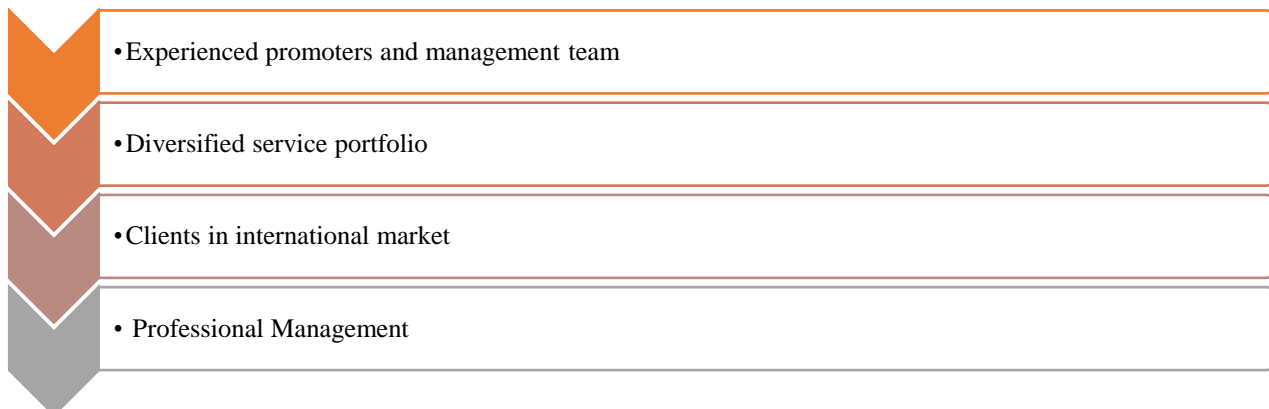 •Experienced promoters and management team
•Diversified service portfolio
•Clients in international market
• Professional Management